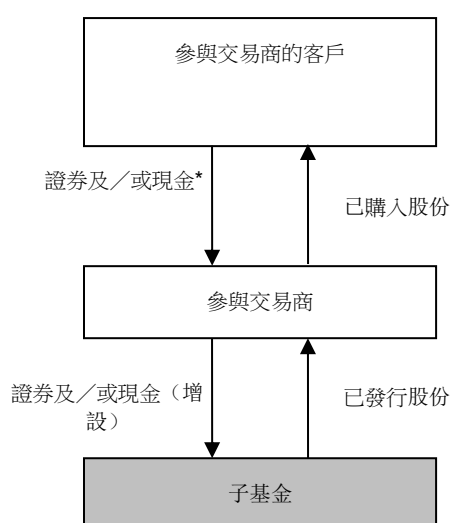 參與交易商的客戶
證券及／或現金*
已購入股份
參與交易商
證券及／或現金（增
設）
已發行股份
子基金